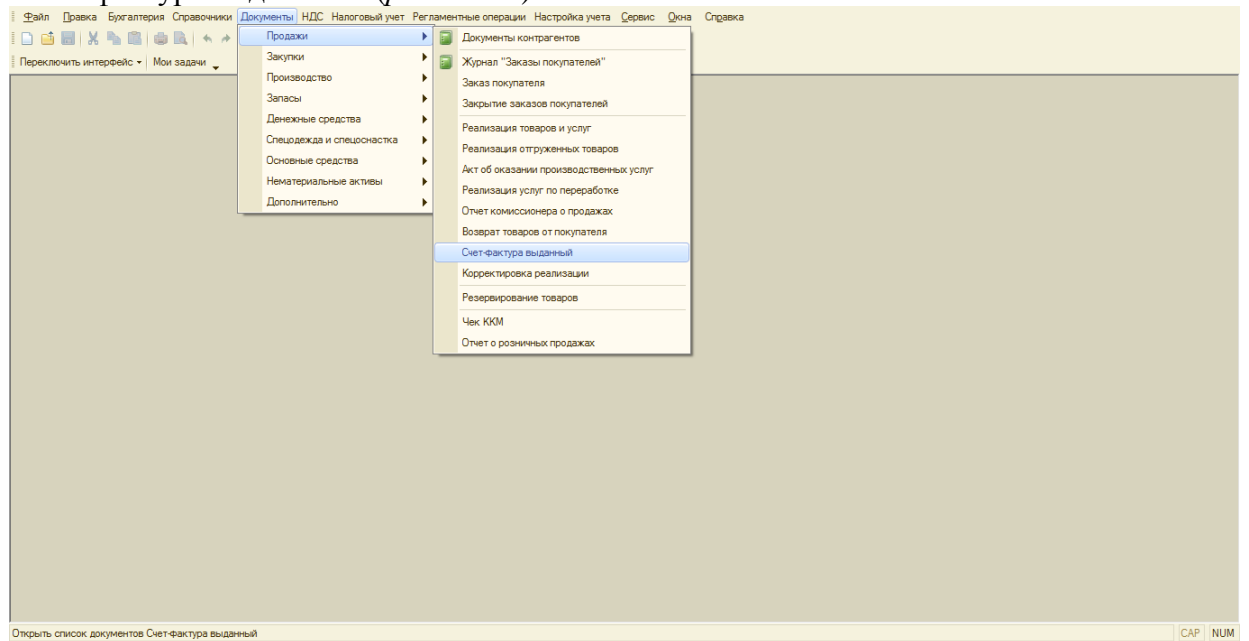 Файл Правка Бухгалтерия Справочники Документы НДС Налоговый учет Регламентные операции Настройка учета Сервис Окна Справка
Переключить интерфейс Мои задачи
Продажи
Закупки
Производство
Запасы
Денежные средства
Спецодежда и спецоснастка
Основные средства
Нематериальные активы
Дополнительно
Документы контрагентов
Журнал "Заказы покупателей"
Заказ покупателя
Закрытие заказов покупателей
Реализация товаров и услуг
Реализация отгруженных товаров
Акт об оказании производственных услуг
Реализация услуг по переработке
Отчет комиссионера о продажах
Возврат товаров от покупателя
Счет-фактура выданный
Корректировка реализации
Резервирование товаров
Чек ККМ
Отчет о розничных продажах
Открыть список документов Счет-фактура выданный
CAP NUM